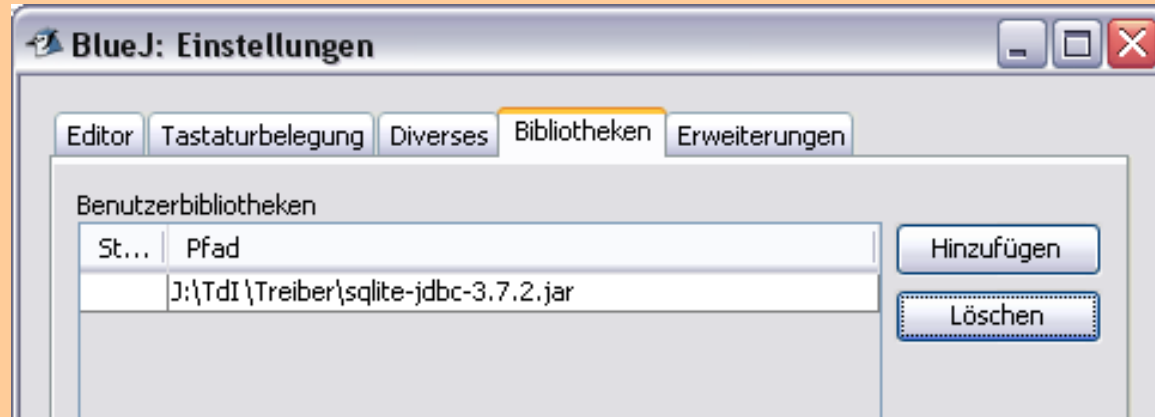 BlueJ: Einstellungen
Editor Tastaturbelegung Diverses Bibliotheken Erweiterungen
Benutzerbibliotheken
St... Pfad Hinzufügen
J:\TdI\Treiber\sqlite-jdbc-3.7.2.jar
Löschen